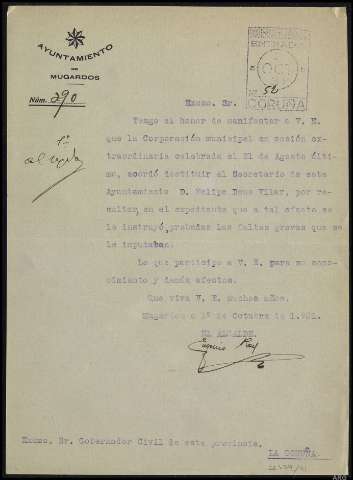 AYUNTAMIENTO
DE
MUGARDOS
Núm. 290
CORUÑA
Excmo. Sr.
Tengo el honor de manifestar a V. E.
que la Corporación municipal en sesión ex-
traordinaria celebrada el 21 de Agosto últi-
mo, acordó destituir al Secretario de este
Ayuntamiento D. Felipe Deus Vilar, por re-
sultar, en el expediente que a tal efecto se
le instruyó, probadas las faltas graves que se
le imputaban.
Lo que participo a V. E. para su cono-
cimiento y demás efectos.
Que viva V. E. muchos años.
Mugardos a 1º de Octubre de
EL ALCALDE,
Excmo. Sr. Gobernador Civil de esta provincia.
LA CORUÑA